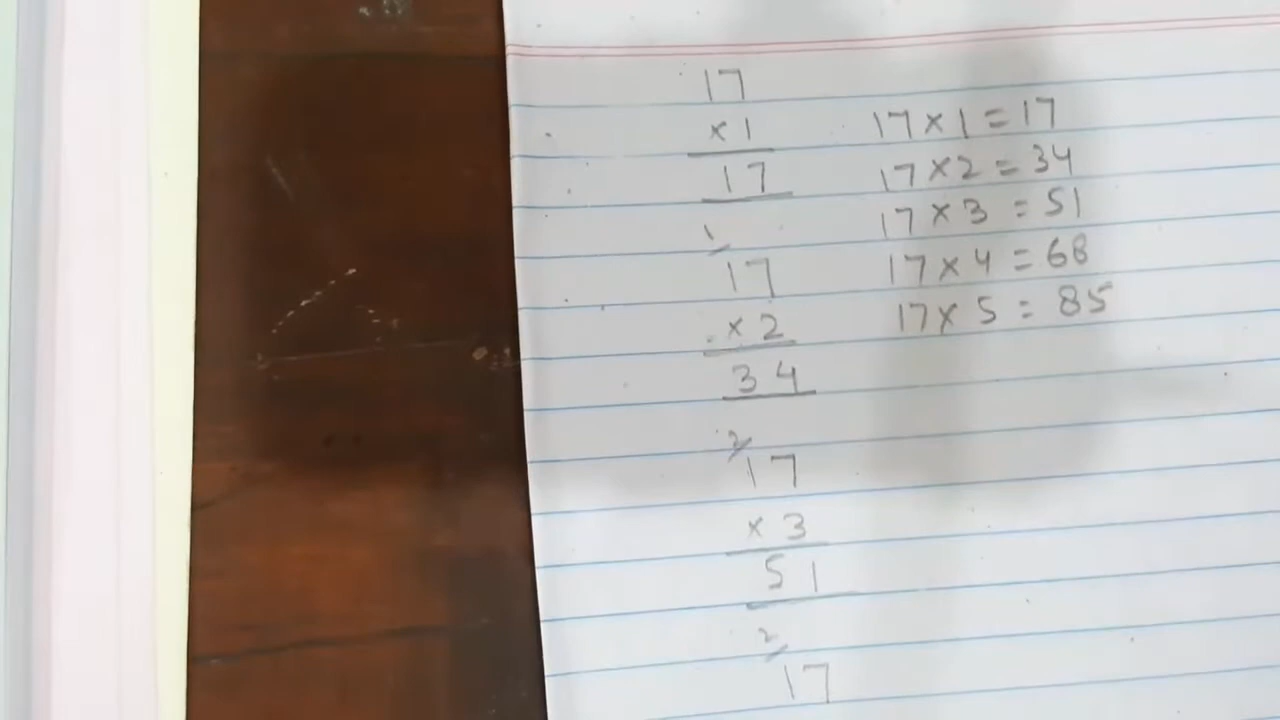 17
× 1
17
1
17
× 2
34
2
17
× 3
51
2
17
17 × 1 = 17
17 × 2 = 34
17 × 3 = 51
17 × 4 = 68
17 × 5 = 85